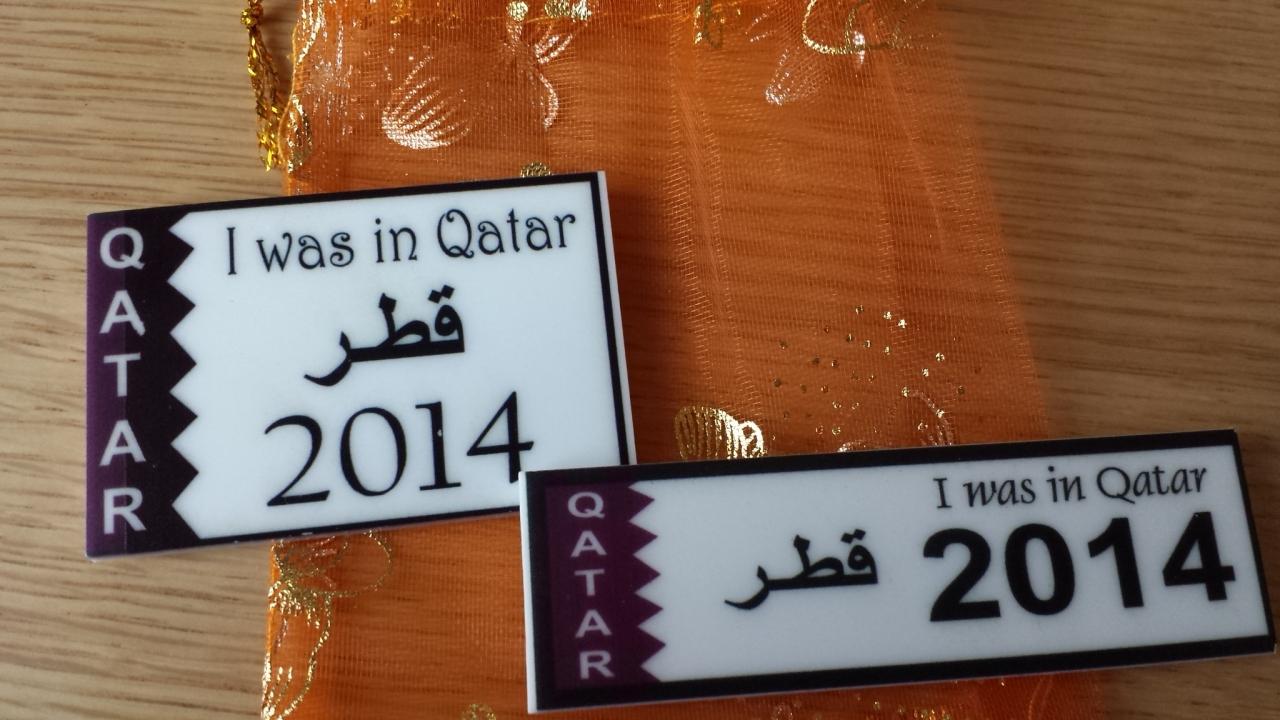 QATAR
I was in Qatar
قطر
2014
QATAR
I was in Qatar
قطر 2014